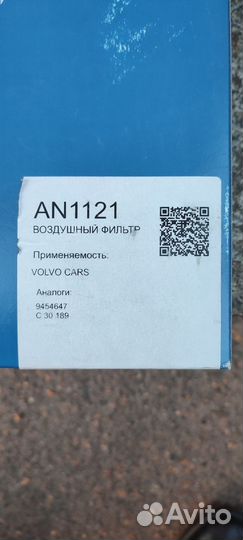 AN1121
ВОЗДУШНЫЙ ФИЛЬТР
Применяемость:
VOLVO CARS
Аналоги:
9454647
C 30 189
Avito